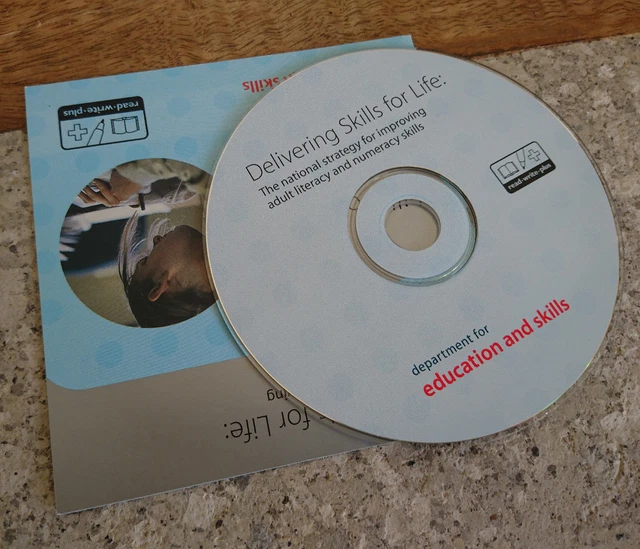 Delivering Skills for Life:
The national strategy for improving
adult literacy and numeracy skills
read·write·plus
department for
education and skills
skills
read·write·plus
for Life: